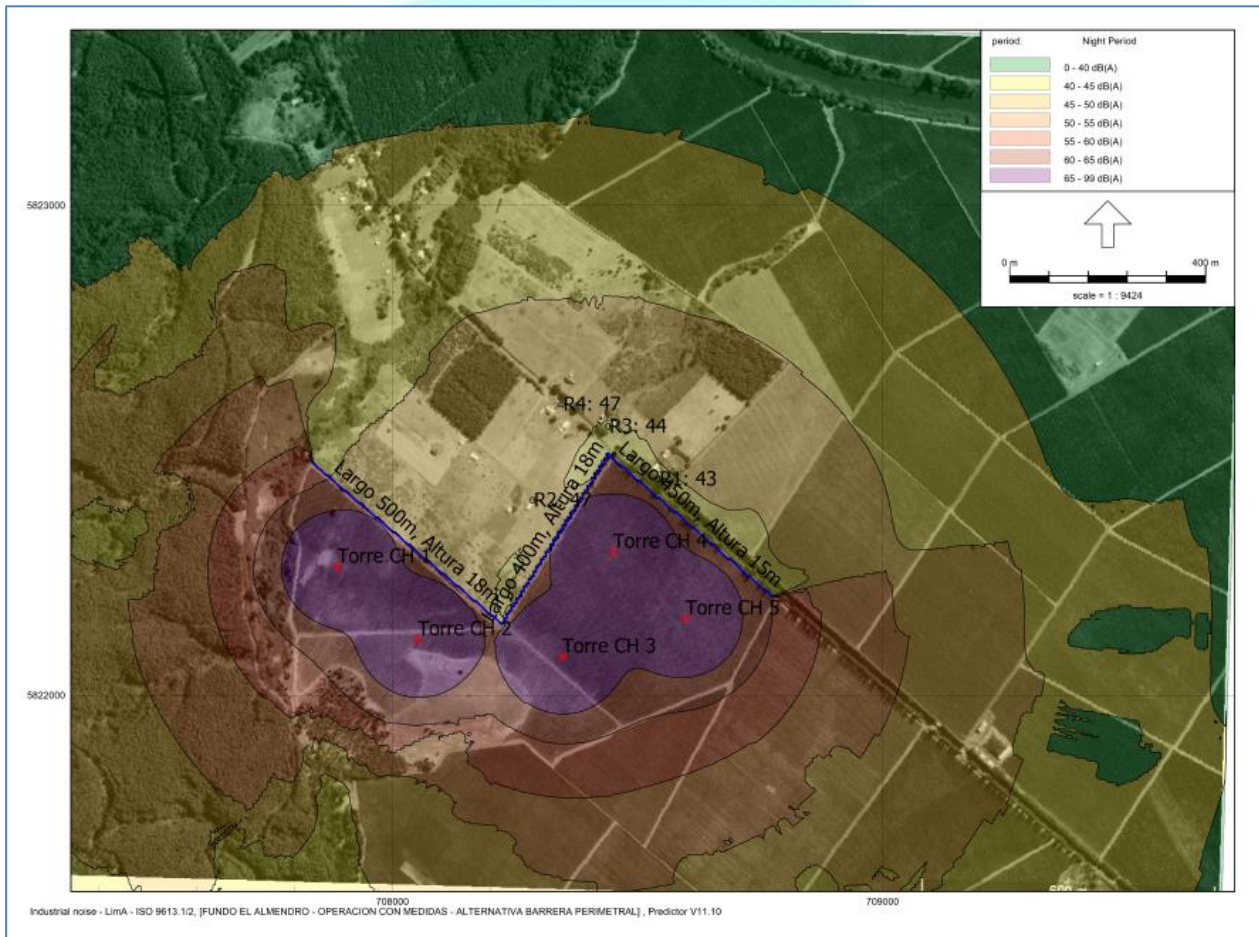 period: Night Period
0 - 40 dB(A)
40 - 45 dB(A)
45 - 50 dB(A)
50 - 55 dB(A)
55 - 60 dB(A)
60 - 65 dB(A)
65 - 99 dB(A)
0 m 400 m
scale = 1 : 9424
5823000
R4: 47
R3: 44
R1: 43
R2:
Largo 500m, Altura 18m
Largo 400m, Altura 18m
Largo 450m, Altura 15m
Torre CH 1
Torre CH 4
Torre CH 5
Torre CH 2
Torre CH 3
5822000
708000
709000
Industrial noise - LimA - ISO 9613.1/2, [FUNDO EL ALMENDRO - OPERACION CON MEDIDAS - ALTERNATIVA BARRERA PERIMETRAL] , Predictor V11.10